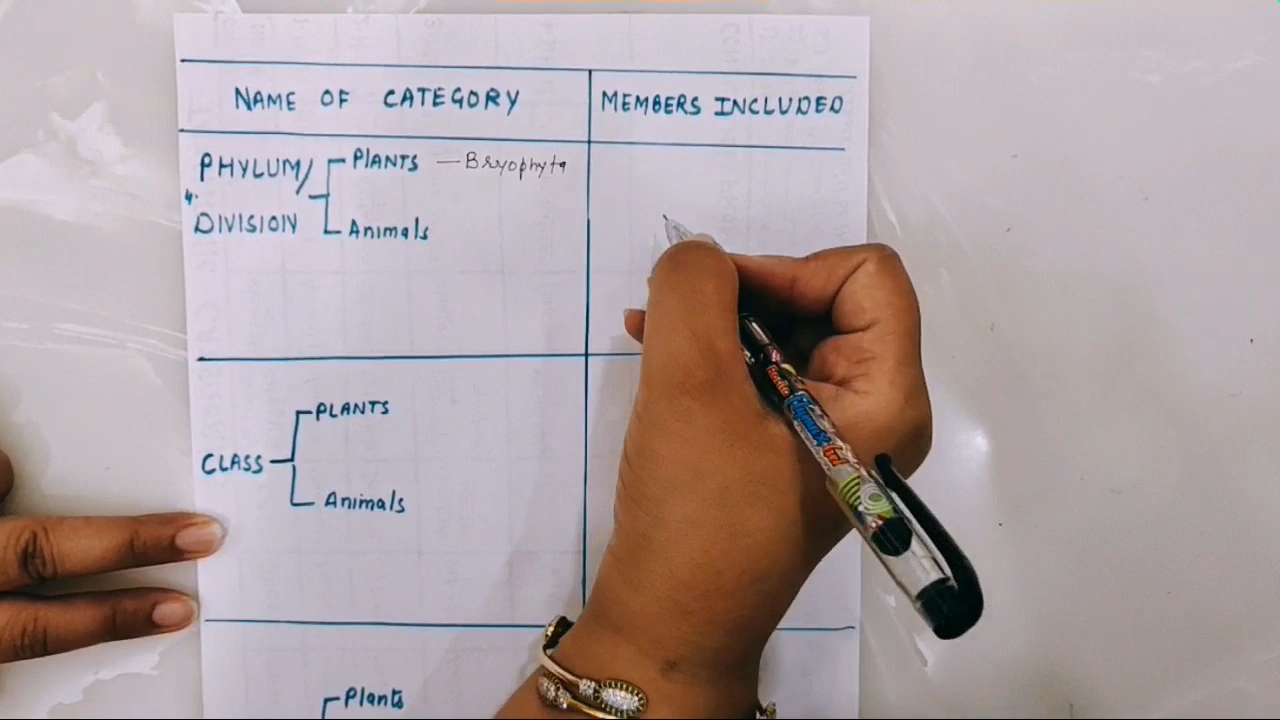 NAME OF CATEGORY MEMBERS INCLUDED
PHYLUM/ PlANTS — Bryophyta
4.
DIVISION Animals
PLANTS
CLASS
Animals
Plants